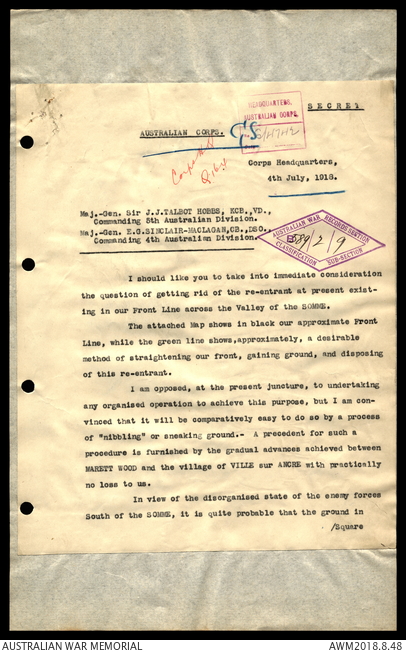 SECRET
HEADQUARTERS,
AUSTRALIAN CORPS.
AUSTRALIAN CORPS.
Corps Headquarters,
4th July, 1918.
Maj.-Gen. Sir J.J.TALBOT HOBBS, KCB.,VD.,
Commanding 5th Australian Division.
Maj.-Gen. E.G.SINCLAIR-MACLAGAN,CB.,DSO.,
Commanding 4th Australian Division.
AUSTRALIAN WAR RECORDS SECTION
589/2/9
CLASSIFICATION SUB-SECTION
I should like you to take into immediate consideration
the question of getting rid of the re-entrant at present exist-
ing in our Front Line across the Valley of the SOMME.
The attached Map shows in black our approximate Front
Line, while the green line shows,approximately, a desirable
method of straightening our front, gaining ground, and disposing
of this re-entrant.
I am opposed, at the present juncture, to undertaking
any organised operation to achieve this purpose, but I am con-
vinced that it will be comparatively easy to do so by a process
of "nibbling" or sneaking ground.- A precedent for such a
procedure is furnished by the gradual advances achieved between
MARETT WOOD and the village of VILLE sur ANCRE with practically
no loss to us.
In view of the disorganised state of the enemy forces
South of the SOMME, it is quite probable that the ground in
/Square
AUSTRALIAN WAR MEMORIAL
AWM2018.8.48